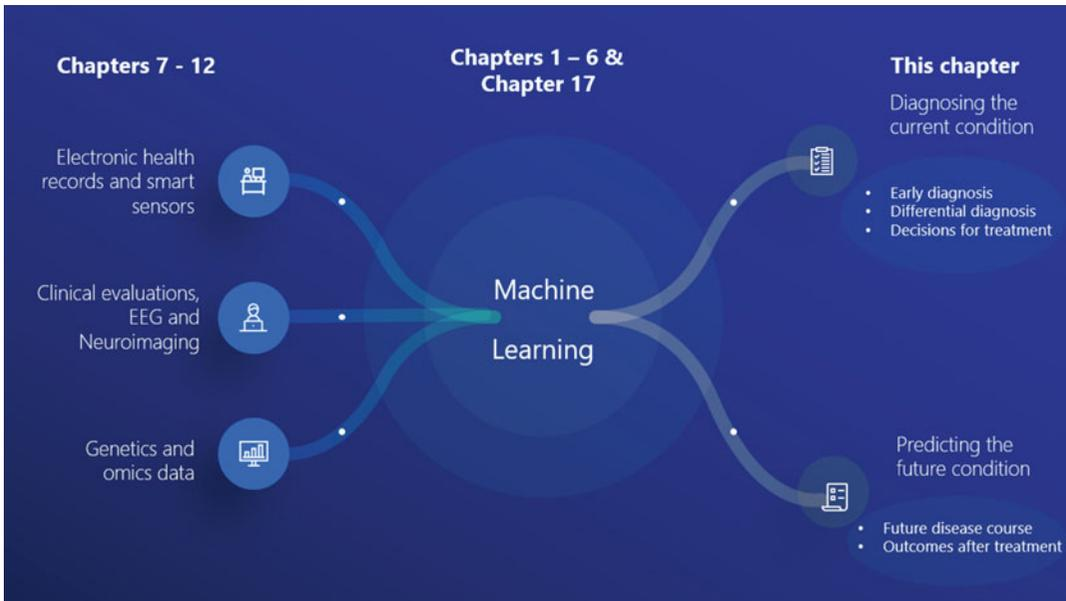 Chapters 7 - 12
Electronic health
records and smart
sensors
Clinical evaluations,
EEG and
Neuroimaging
Genetics and
omics data
Chapters 1 – 6 &
Chapter 17
Machine
Learning
This chapter
Diagnosing the
current condition
• Early diagnosis
• Differential diagnosis
• Decisions for treatment
Predicting the
future condition
• Future disease course
• Outcomes after treatment